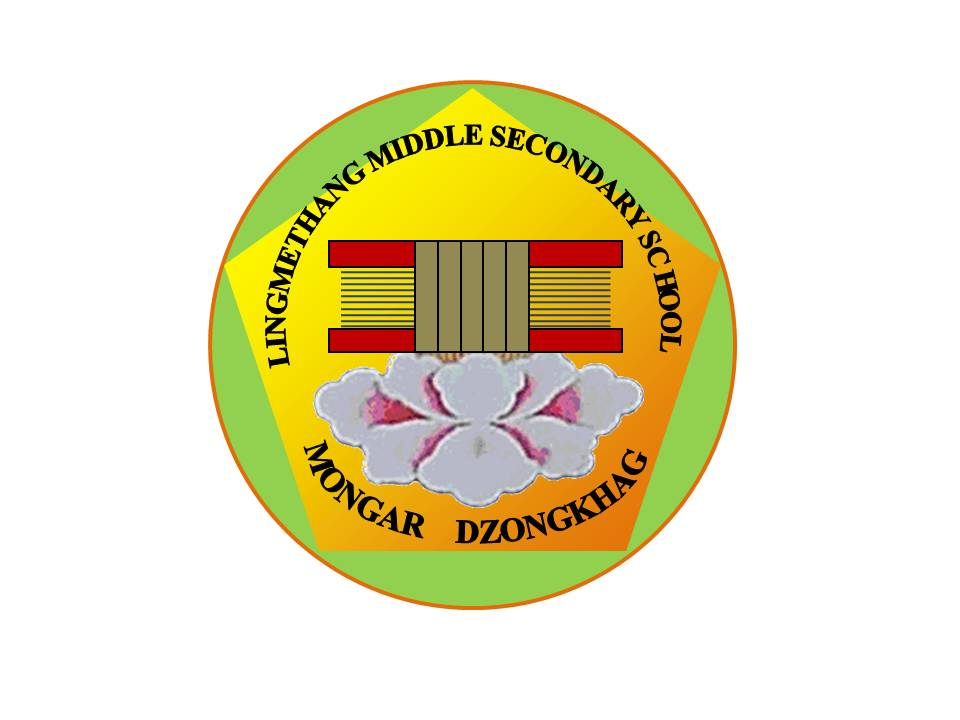 LINGMETHANG MIDDLE SECONDARY SCHOOL
MONGAR DZONGKHAG